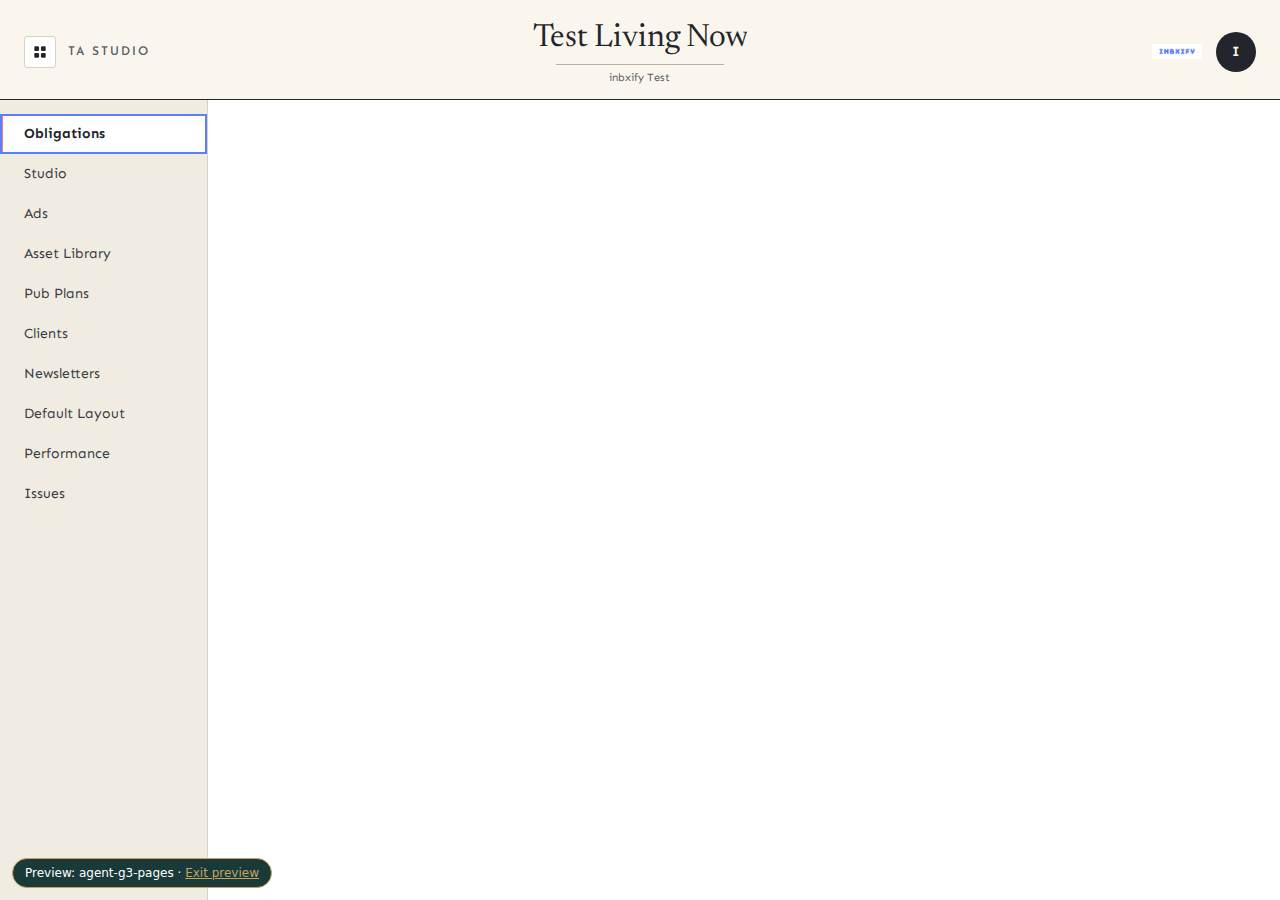 TA STUDIO
Test Living Now
inbxify Test
INBXIFY
I
Obligations
Studio
Ads
Asset Library
Pub Plans
Clients
Newsletters
Default Layout
Performance
Issues
Preview: agent-g3-pages · Exit preview